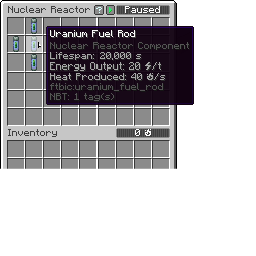 Nuclear Reactor Paused
Uranium Fuel Rod
Nuclear Reactor Component
Lifespan: 20,000 s
Energy Output: 20 /t
Heat Produced: 40 /s
ftbic:uranium_fuel_rod
NBT: 1 tag(s)
Inventory 0